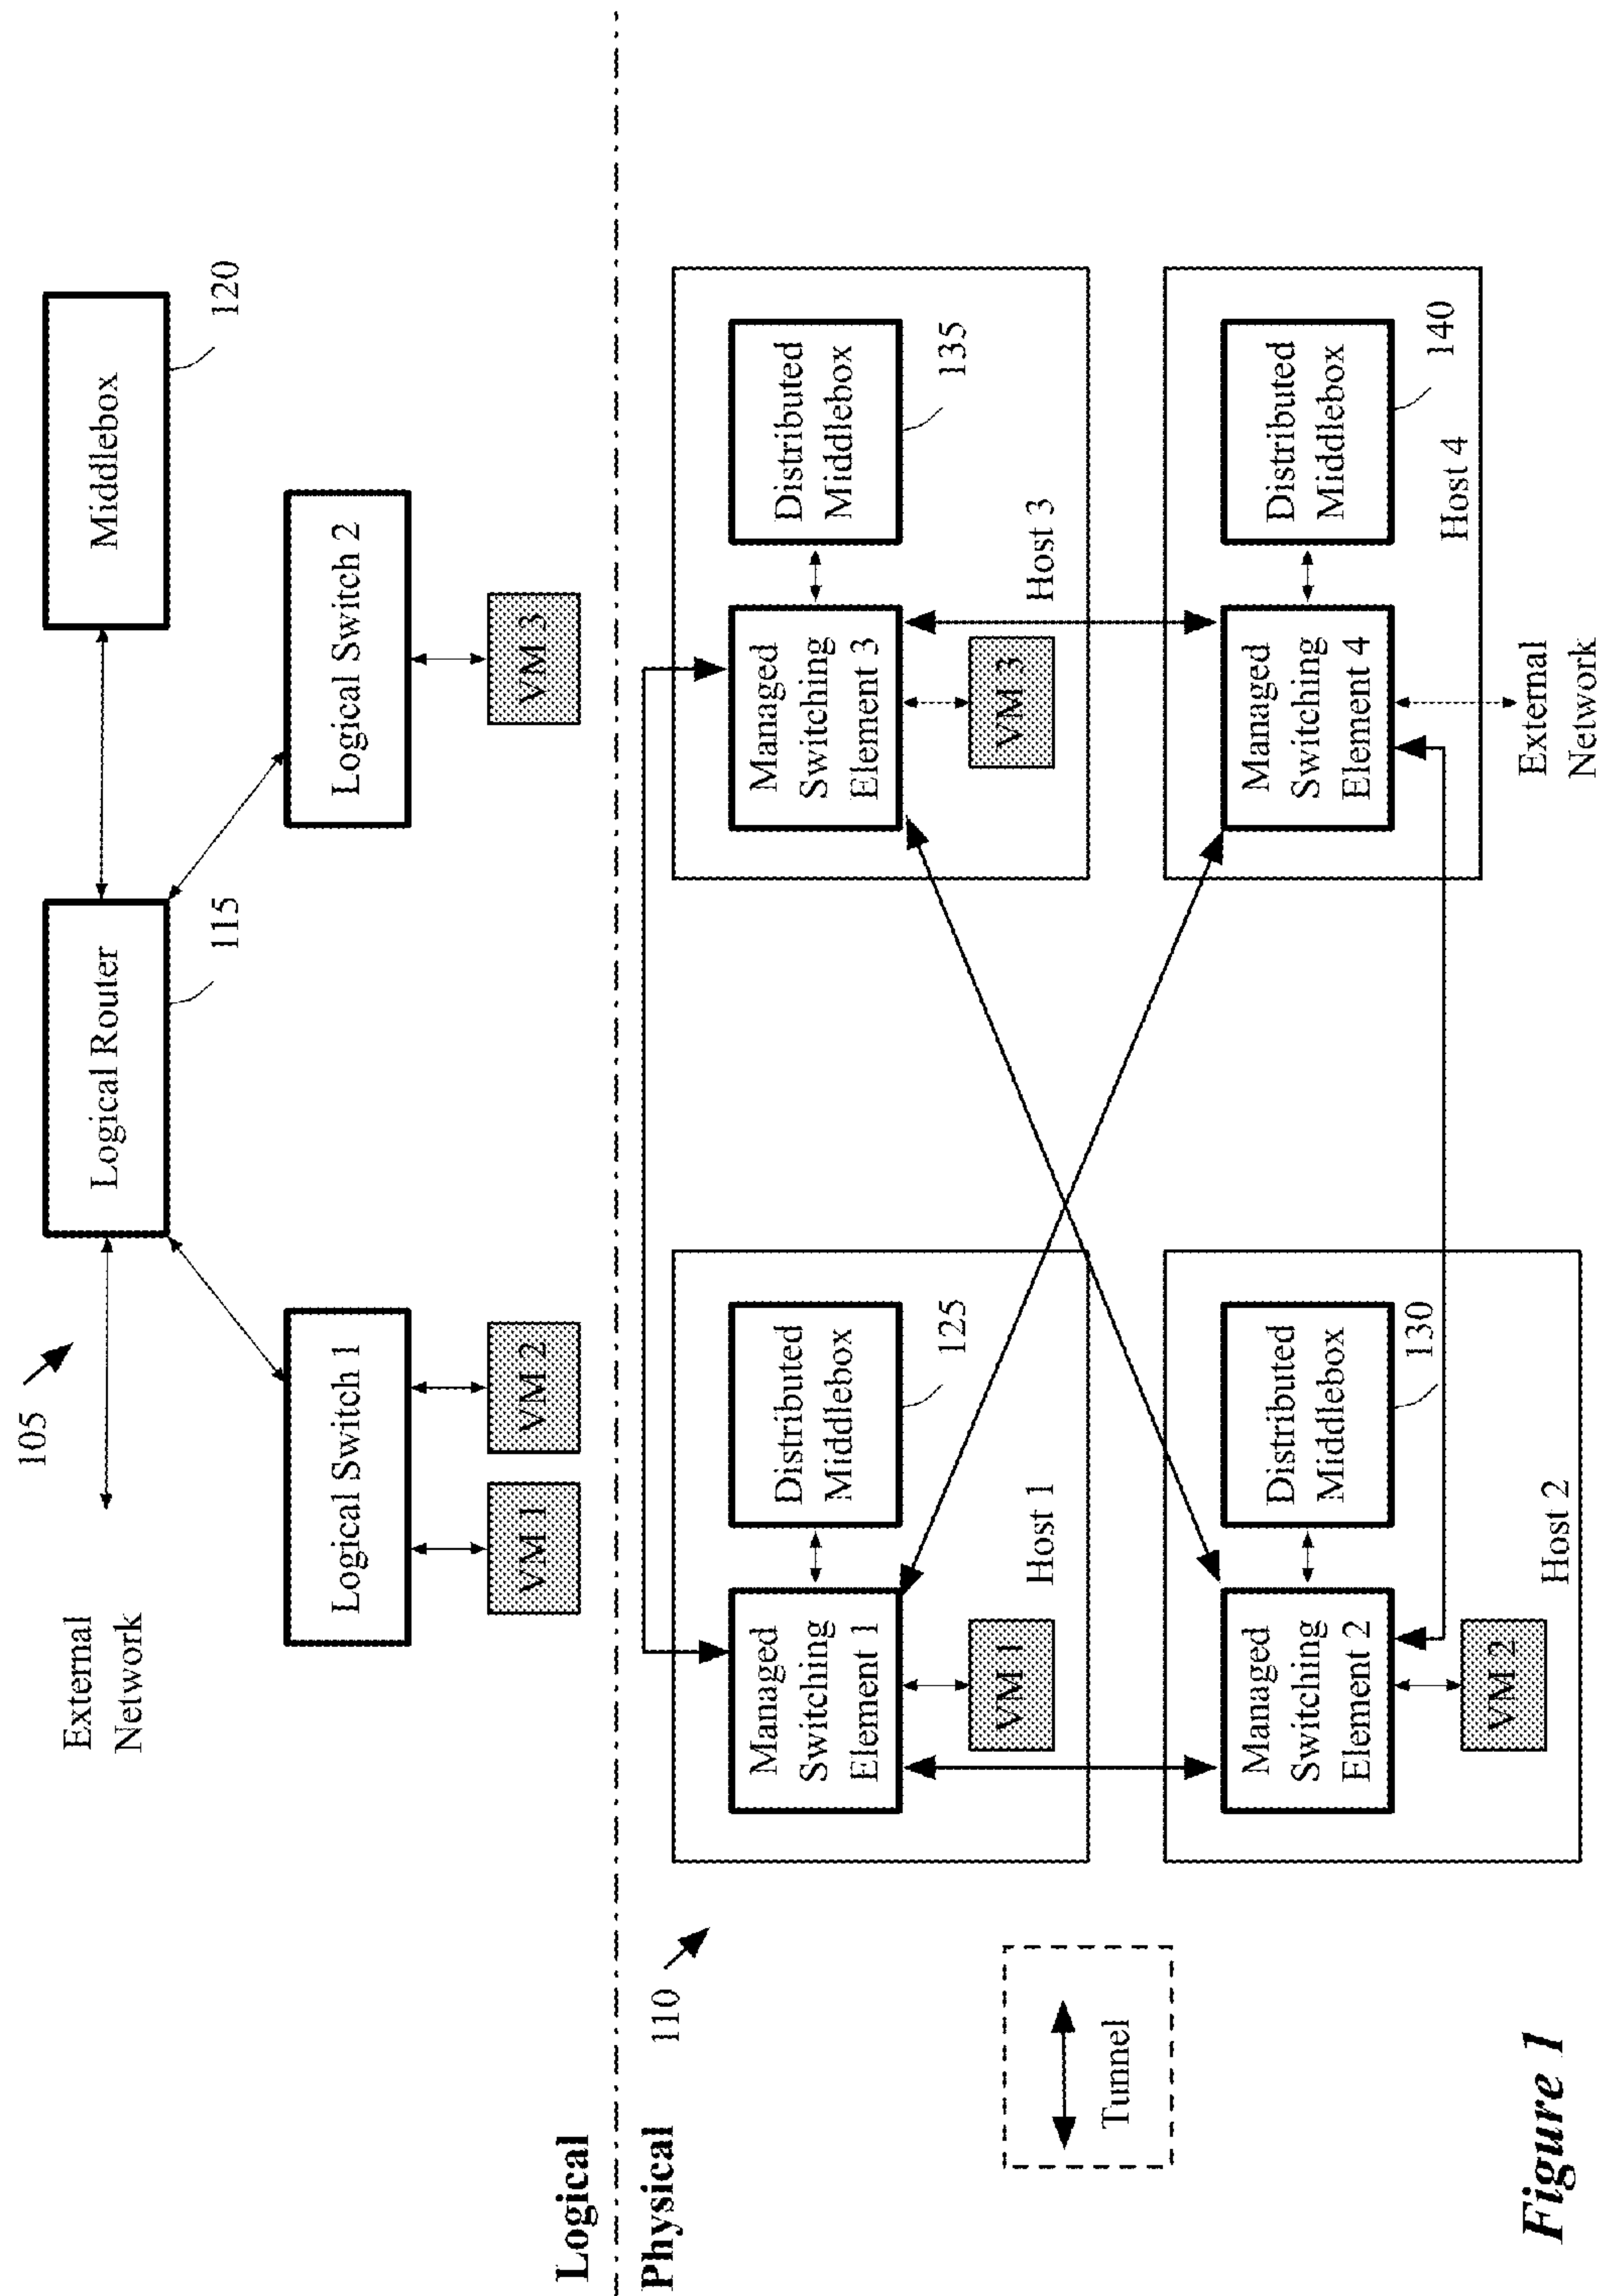 105
External
Network
Logical Router
115
Middlebox
120
Logical Switch 1
Logical Switch 2
VM 1
VM 2
VM 3
Logical
Physical
110
Managed
Switching
Element 1
Distributed
Middlebox
125
VM 1
Host 1
Managed
Switching
Element 3
Distributed
Middlebox
135
VM 3
Host 3
Managed
Switching
Element 2
Distributed
Middlebox
130
VM 2
Host 2
Managed
Switching
Element 4
Distributed
Middlebox
140
Host 4
External
Network
Tunnel
Figure 1